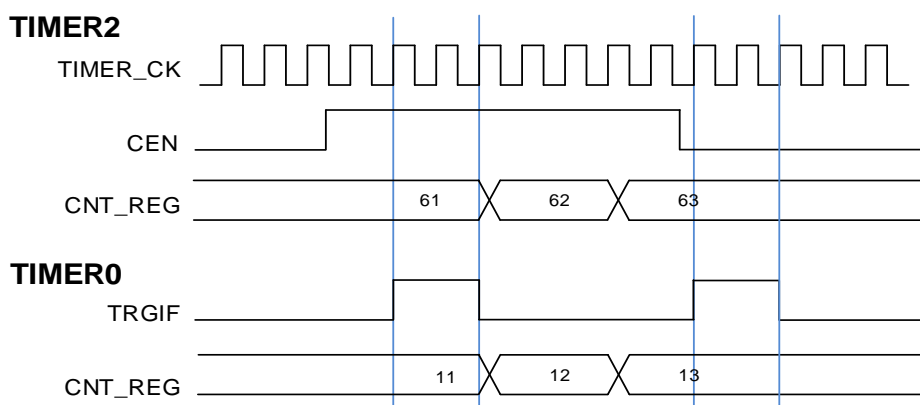 TIMER2
TIMER_CK
CEN
CNT_REG 61 62 63
TIMER0
TRGIF
CNT_REG 11 12 13